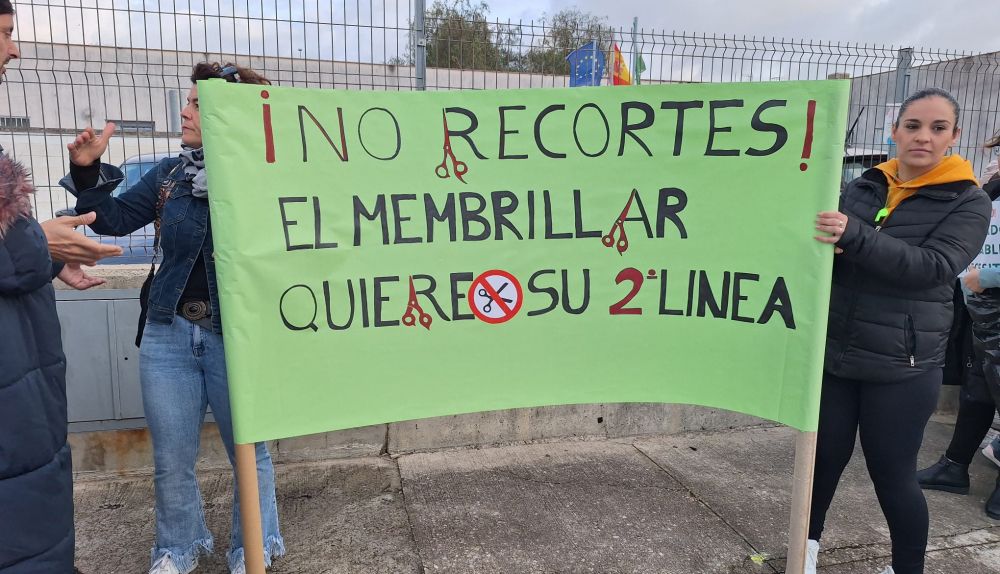 ¡NO RECORTES!
EL MEMBRILLAR
QUIERE SU 2ª LINEA